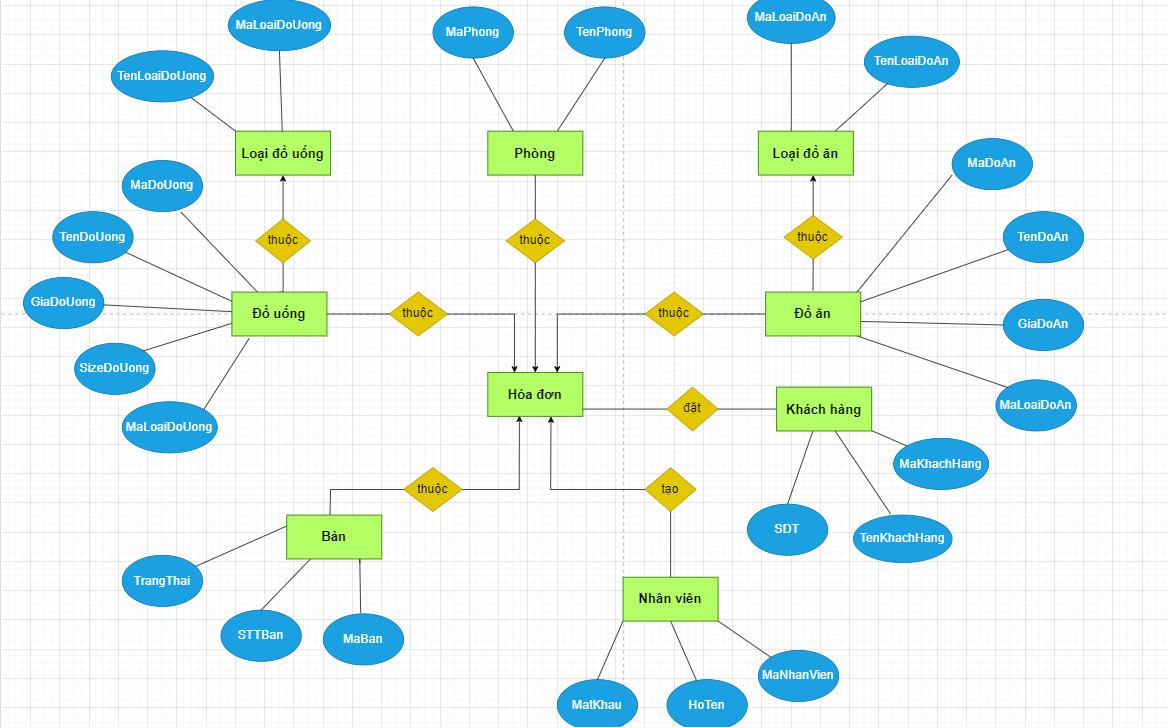 MaLoaiDoUong
MaPhong
TenPhong
MaLoaiDoAn
TenLoaiDoUong
TenLoaiDoAn
Loại đồ uống
Phòng
Loại đồ ăn
MaDoUong
MaDoAn
TenDoUong
thuộc
thuộc
thuộc
TenDoAn
GiaDoUong
Đồ uống
thuộc
thuộc
Đồ ăn
GiaDoAn
SizeDoUong
Hóa đơn
đặt
Khách hàng
MaLoaiDoAn
MaLoaiDoUong
MaKhachHang
thuộc
tạo
SDT
TenKhachHang
Bàn
TrangThai
Nhân viên
STTBan
MaBan
MaNhanVien
MatKhau
HoTen